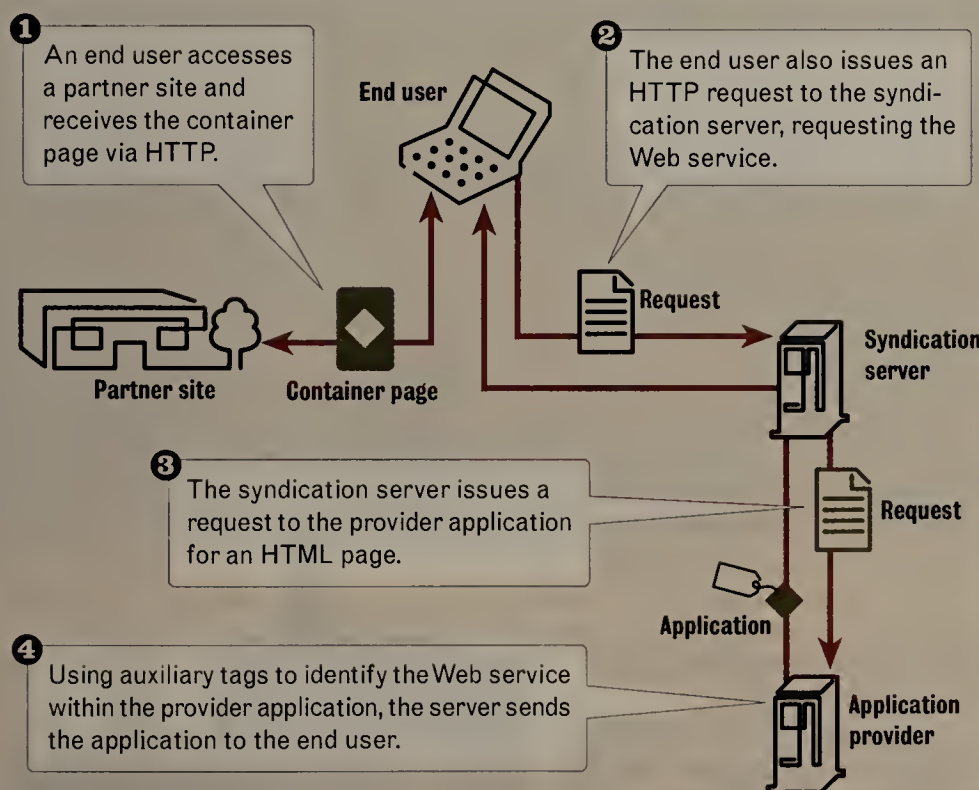 1
An end user accesses
a partner site and
receives the container
page via HTTP.
End user
2
The end user also issues an
HTTP request to the syndi-
cation server, requesting the
Web service.
Request
Syndication
server
Partner site
Container page
3
The syndication server issues a
request to the provider application
for an HTML page.
Request
Application
4
Using auxiliary tags to identify the Web service
within the provider application, the server sends
the application to the end user.
Application
provider